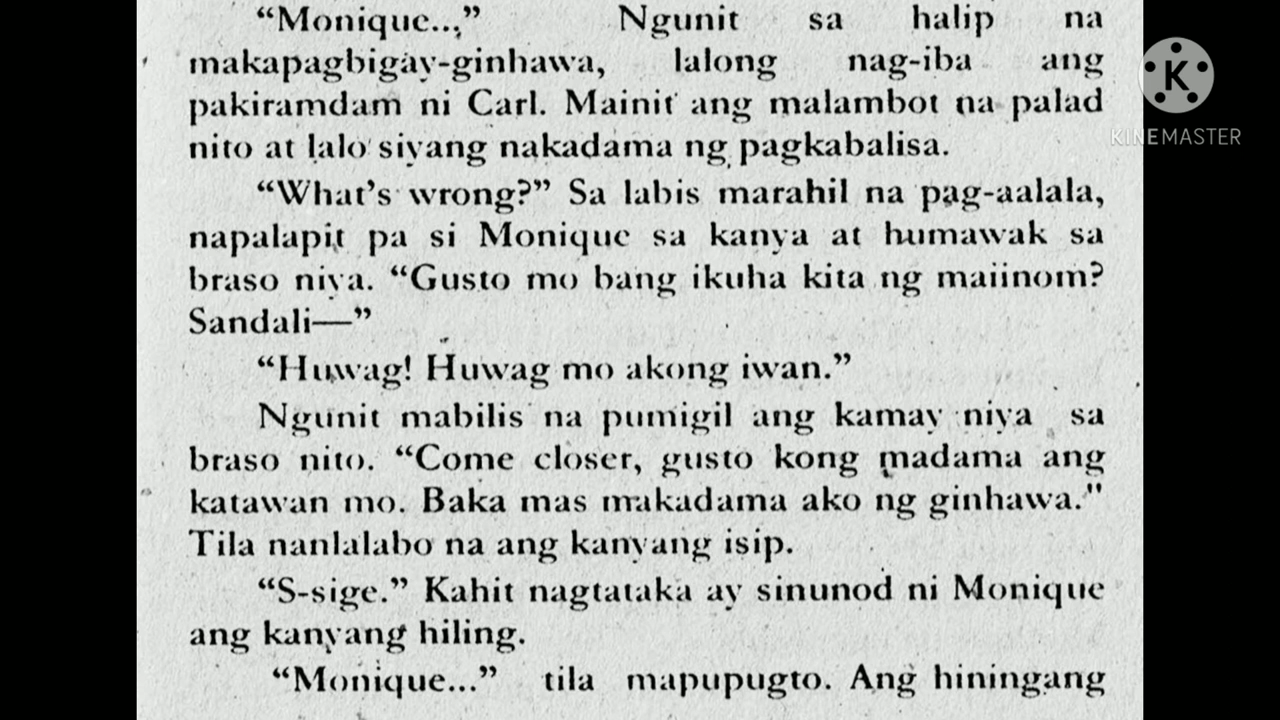 “Monique...” Ngunit sa halip na
makapagbigay-ginhawa, lalong nag-iba ang
pakiramdam ni Carl. Mainit ang malambot na palad
nito at lalo siyang nakadama ng pagkabalisa.
“What’s wrong?” Sa labis marahil na pag-aalala,
napalapit pa si Monique sa kanya at humawak sa
braso niya. “Gusto mo bang ikuha kita ng maiinom?
Sandali—”
“Huwag! Huwag mo akong iwan.”
Ngunit mabilis na pumigil ang kamay niya sa
braso nito. “Come closer, gusto kong madama ang
katawan mo. Baka mas makadama ako ng ginhawa."
Tila nanlalabo na ang kanyang isip.
“S-sige.” Kahit nagtataka ay sinunod ni Monique
ang kanyang hiling.
“Monique...” tila mapupugto. Ang hiningang
K
KINEMASTER